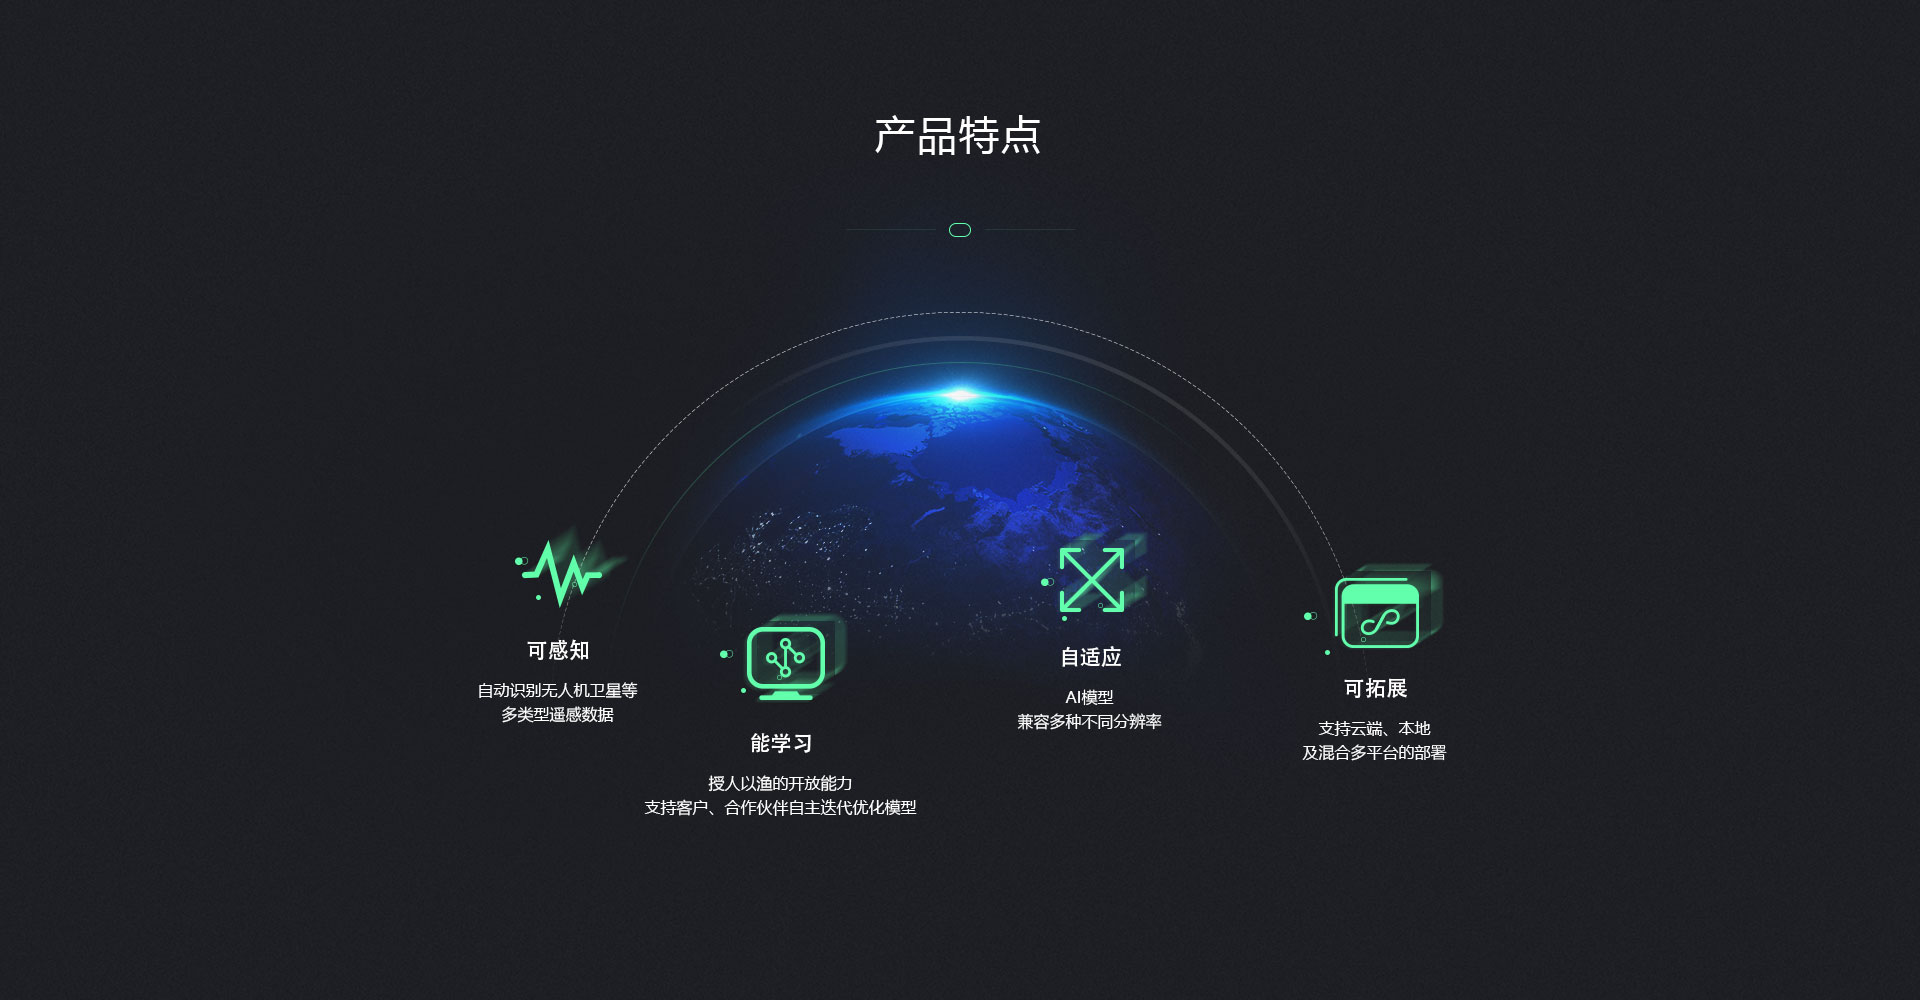 产品特点
可感知
自动识别无人机卫星等
多类型遥感数据
能学习
授人以渔的开放能力
支持客户、合作伙伴自主迭代优化模型
自适应
AI模型
兼容多种不同分辨率
可拓展
支持云端、本地
及混合多平台的部署